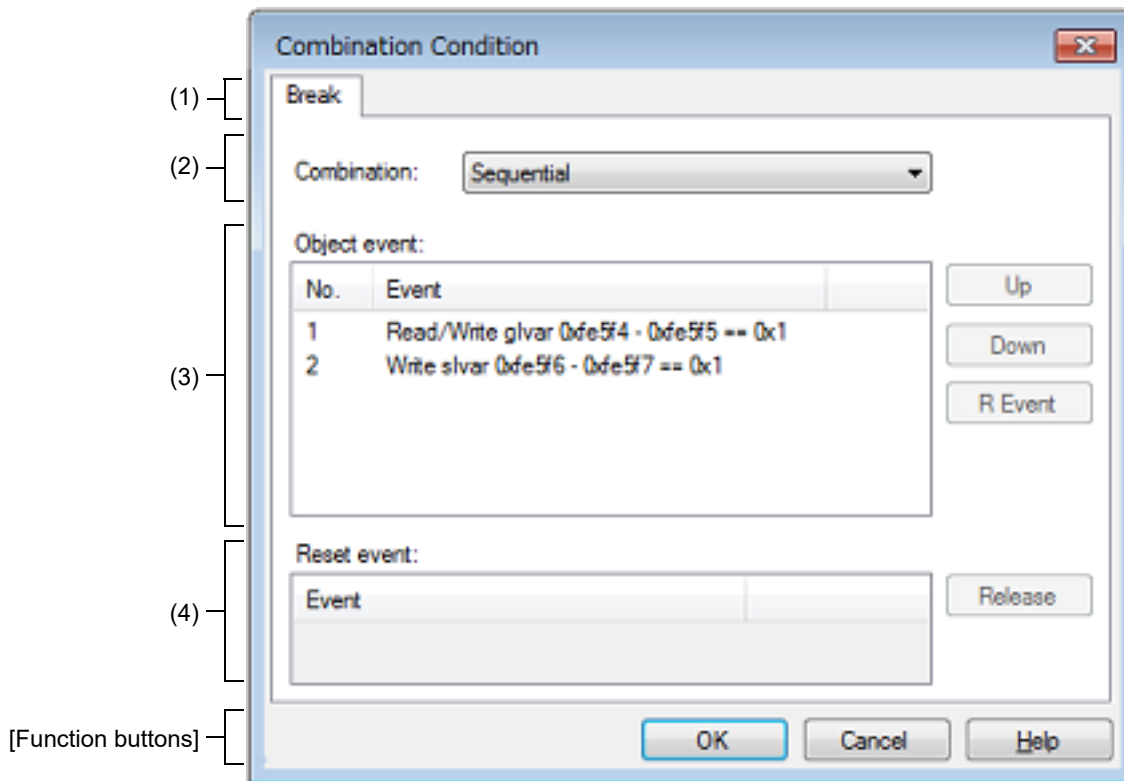 Combination Condition
(1)
Break
(2)
Combination: Sequential
(3)
Object event:
No. Event
1 Read/Write glvar 0xfe5f4 - 0xfe5f5 == 0x1
2 Write slvar 0xfe5f6 - 0xfe5f7 == 0x1
Up
Down
R Event
(4)
Reset event:
Event
Release
[Function buttons]
OK Cancel Help